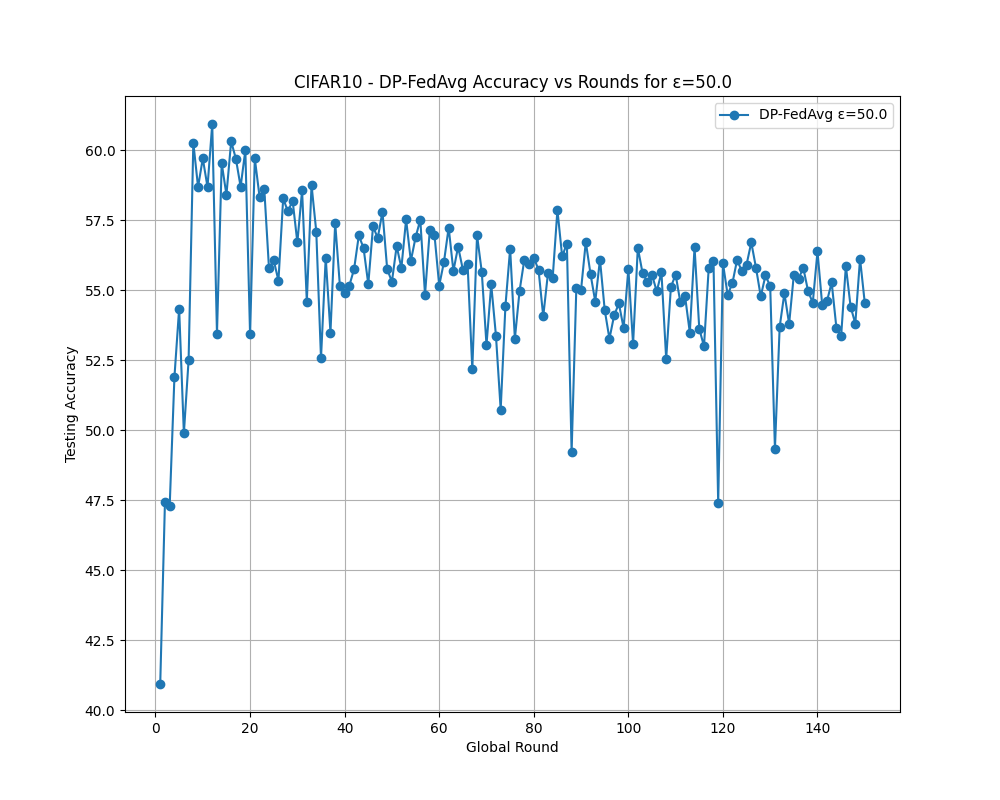 CIFAR10 - DP-FedAvg Accuracy vs Rounds for ε=50.0
DP-FedAvg ε=50.0
Testing Accuracy
60.0
57.5
55.0
52.5
50.0
47.5
45.0
42.5
40.0
0 20 40 60 80 100 120 140
Global Round